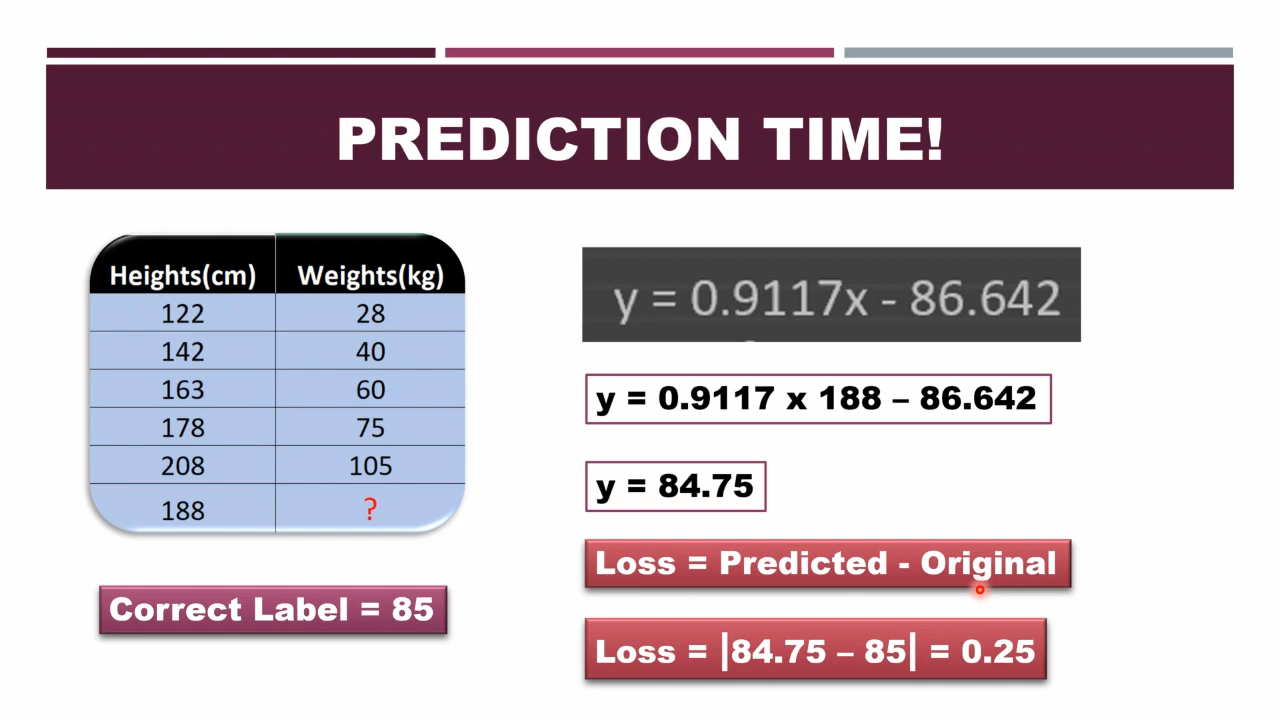 PREDICTION TIME!
Heights(cm) Weights(kg)
122 28
142 40
163 60
178 75
208 105
188 ?
Correct Label = 85
y = 0.9117x - 86.642
y = 0.9117 x 188 – 86.642
y = 84.75
Loss = Predicted - Original
Loss = |84.75 – 85| = 0.25